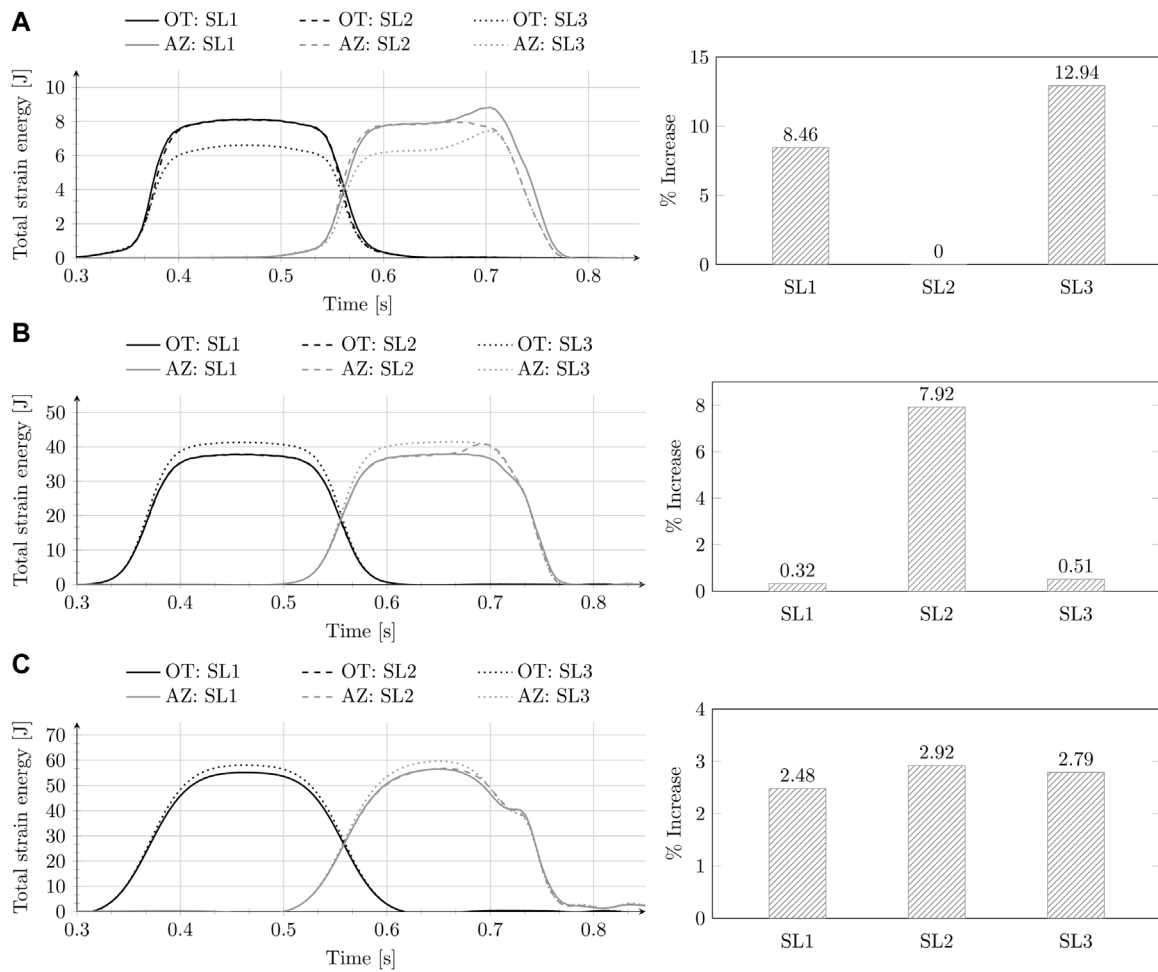 A
OT: SL1 OT: SL2 OT: SL3
AZ: SL1 AZ: SL2 AZ: SL3
Total strain energy [J]
10
8
6
4
2
0
0.3 0.4 0.5 0.6 0.7 0.8
Time [s]
% Increase
15
10
5
0
8.46 0 12.94
SL1 SL2 SL3
B
OT: SL1 OT: SL2 OT: SL3
AZ: SL1 AZ: SL2 AZ: SL3
Total strain energy [J]
50
40
30
20
10
0
0.3 0.4 0.5 0.6 0.7 0.8
Time [s]
% Increase
8
6
4
2
0
0.32 7.92 0.51
SL1 SL2 SL3
C
OT: SL1 OT: SL2 OT: SL3
AZ: SL1 AZ: SL2 AZ: SL3
Total strain energy [J]
70
60
50
40
30
20
10
0
0.3 0.4 0.5 0.6 0.7 0.8
Time [s]
% Increase
4
3
2
1
0
2.48 2.92 2.79
SL1 SL2 SL3